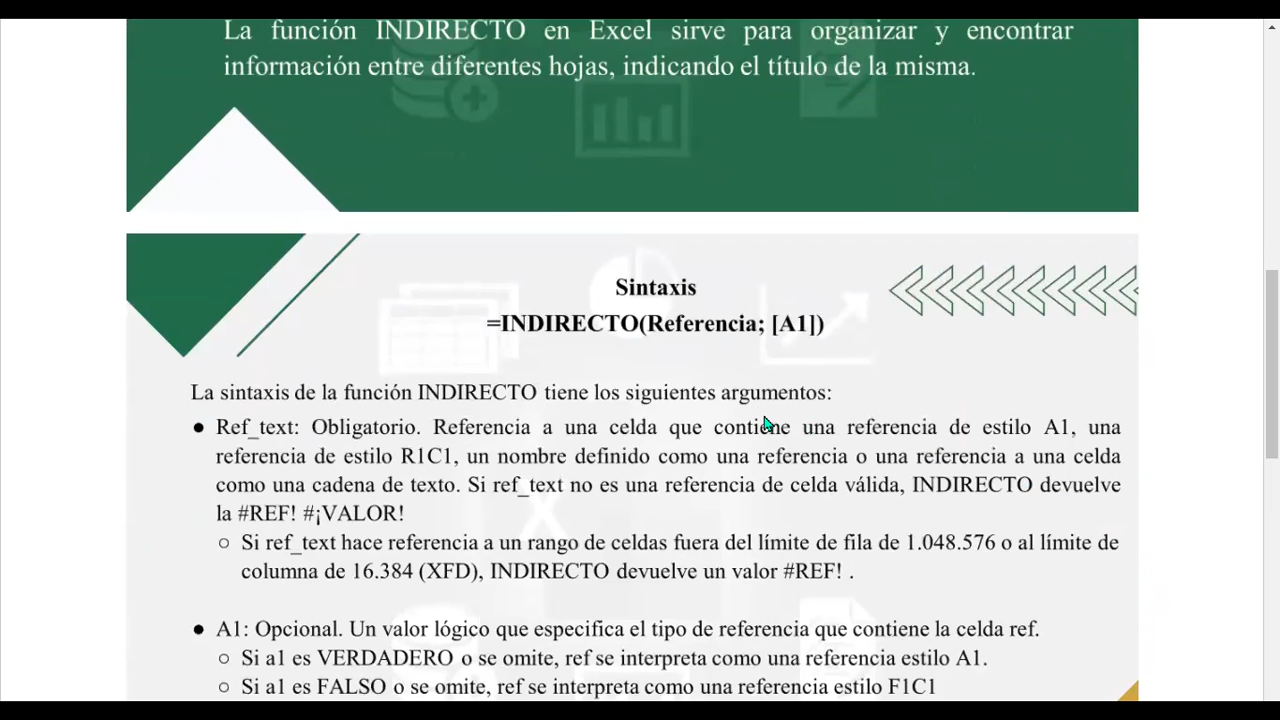 La función INDIRECTO en Excel sirve para organizar y encontrar
información entre diferentes hojas, indicando el título de la misma.
Sintaxis
=INDIRECTO(Referencia; [A1])
La sintaxis de la función INDIRECTO tiene los siguientes argumentos:
● Ref_text: Obligatorio. Referencia a una celda que contiene una referencia de estilo A1, una
referencia de estilo R1C1, un nombre definido como una referencia o una referencia a una celda
como una cadena de texto. Si ref_text no es una referencia de celda válida, INDIRECTO devuelve
la #REF! #¡VALOR!
○ Si ref_text hace referencia a un rango de celdas fuera del límite de fila de 1.048.576 o al límite de
columna de 16.384 (XFD), INDIRECTO devuelve un valor #REF! .
● A1: Opcional. Un valor lógico que especifica el tipo de referencia que contiene la celda ref.
○ Si a1 es VERDADERO o se omite, ref se interpreta como una referencia estilo A1.
○ Si a1 es FALSO o se omite, ref se interpreta como una referencia estilo F1C1